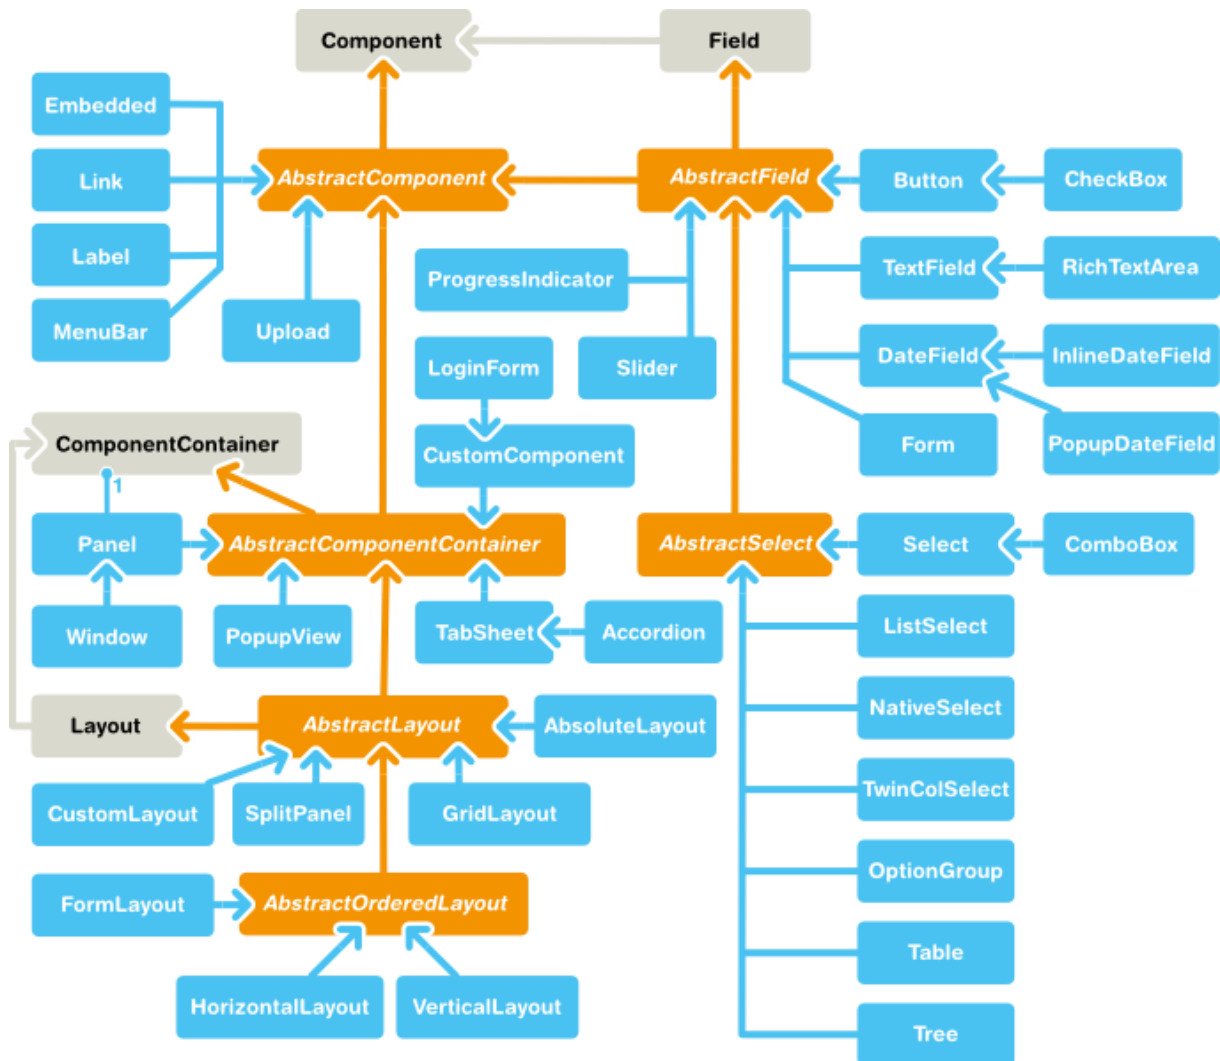 Component
Field
Embedded
Link
AbstractComponent
AbstractField
Button
CheckBox
Label
ProgressIndicator
TextField
RichTextArea
MenuBar
Upload
LoginForm
Slider
DateField
InlineDateField
ComponentContainer
CustomComponent
Form
PopupDateField
1
Panel
AbstractComponentContainer
AbstractSelect
Select
ComboBox
Window
PopupView
TabSheet
Accordion
ListSelect
Layout
AbstractLayout
AbsoluteLayout
NativeSelect
CustomLayout
SplitPanel
GridLayout
TwinColSelect
OptionGroup
FormLayout
AbstractOrderedLayout
Table
HorizontalLayout
VerticalLayout
Tree